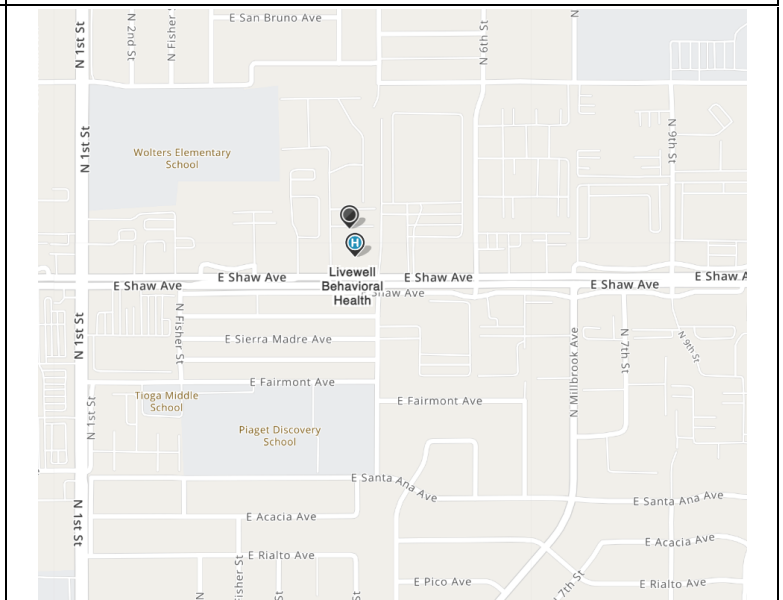 E San Bruno Ave
N 1st St
N 2nd St
N Fisher
N 6th St
N
N 1st St
N 9th St
Wolters Elementary
School
H
Livewell
Behavioral
Health
E Shaw Ave
E Shaw Ave
E Shaw Ave
E Shaw Ave
E Shaw A
Shaw Ave
N 1st St
N Fisher St
E Sierra Madre Ave
N Millbrook Ave
N 7th St
N 9th St
E Fairmont Ave
Tioga Middle
School
E Fairmont Ave
N 1st St
Piaget Discovery
School
E Santa Ana Ave
E Santa Ana Ave
N 1st St
E Acacia Ave
E Acacia Ave
E Rialto Ave
Fisher St
E Pico Ave
7th St
E Rialto Ave
N
St
St